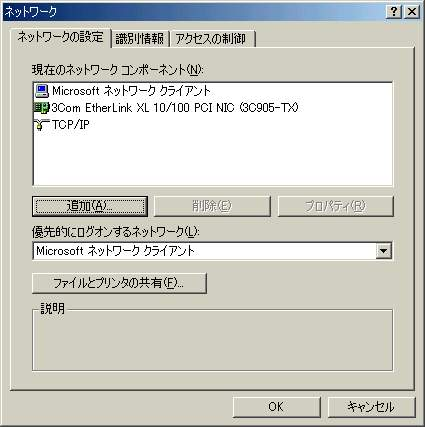 ネットワーク
ネットワークの設定 識別情報 アクセスの制御
現在のネットワーク コンポーネント(N):
Microsoft ネットワーク クライアント
3Com EtherLink XL 10/100 PCI NIC (3C905-TX)
TCP/IP
追加(A)... 削除(E) プロパティ(R)
優先的にログオンするネットワーク(L):
Microsoft ネットワーク クライアント
ファイルとプリンタの共有(F)...
説明
OK キャンセル